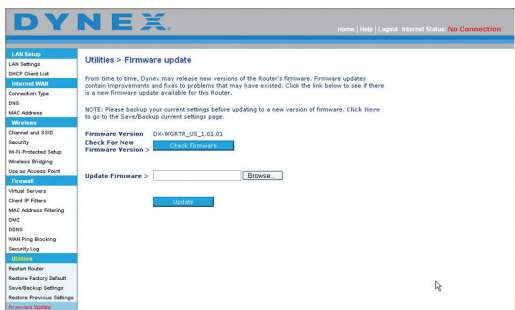 DYNEX
Home | Help | Logout Internet Status: No Connection
LAN Setup
LAN Settings
DHCP Client List
Internet WAN
Connection Type
DNS
MAC Address
Wireless
Channel and SSID
Security
Wi-Fi Protected Setup
Wireless Bridging
Use as Access Point
Firewall
Virtual Servers
Client IP Filters
MAC Address Filtering
DMZ
DDNS
WAN Ping Blocking
Security Log
Utilities
Restart Router
Restore Factory Default
Save/Backup Settings
Restore Previous Settings
Firmware Update
Utilities > Firmware update
From time to time, Dynex may release new versions of the Router's firmware. Firmware updates
contain improvements and fixes to problems that may have existed. Click the link below to see if there
is a new firmware update available for this Router.
NOTE: Please backup your current settings before updating to a new version of firmware. Click Here
to go to the Save/Backup current settings page.
Firmware Version DX-WGRTR_US_1.01.01
Check For New
Firmware Version > Check Firmware
Update Firmware > Browse...
Update